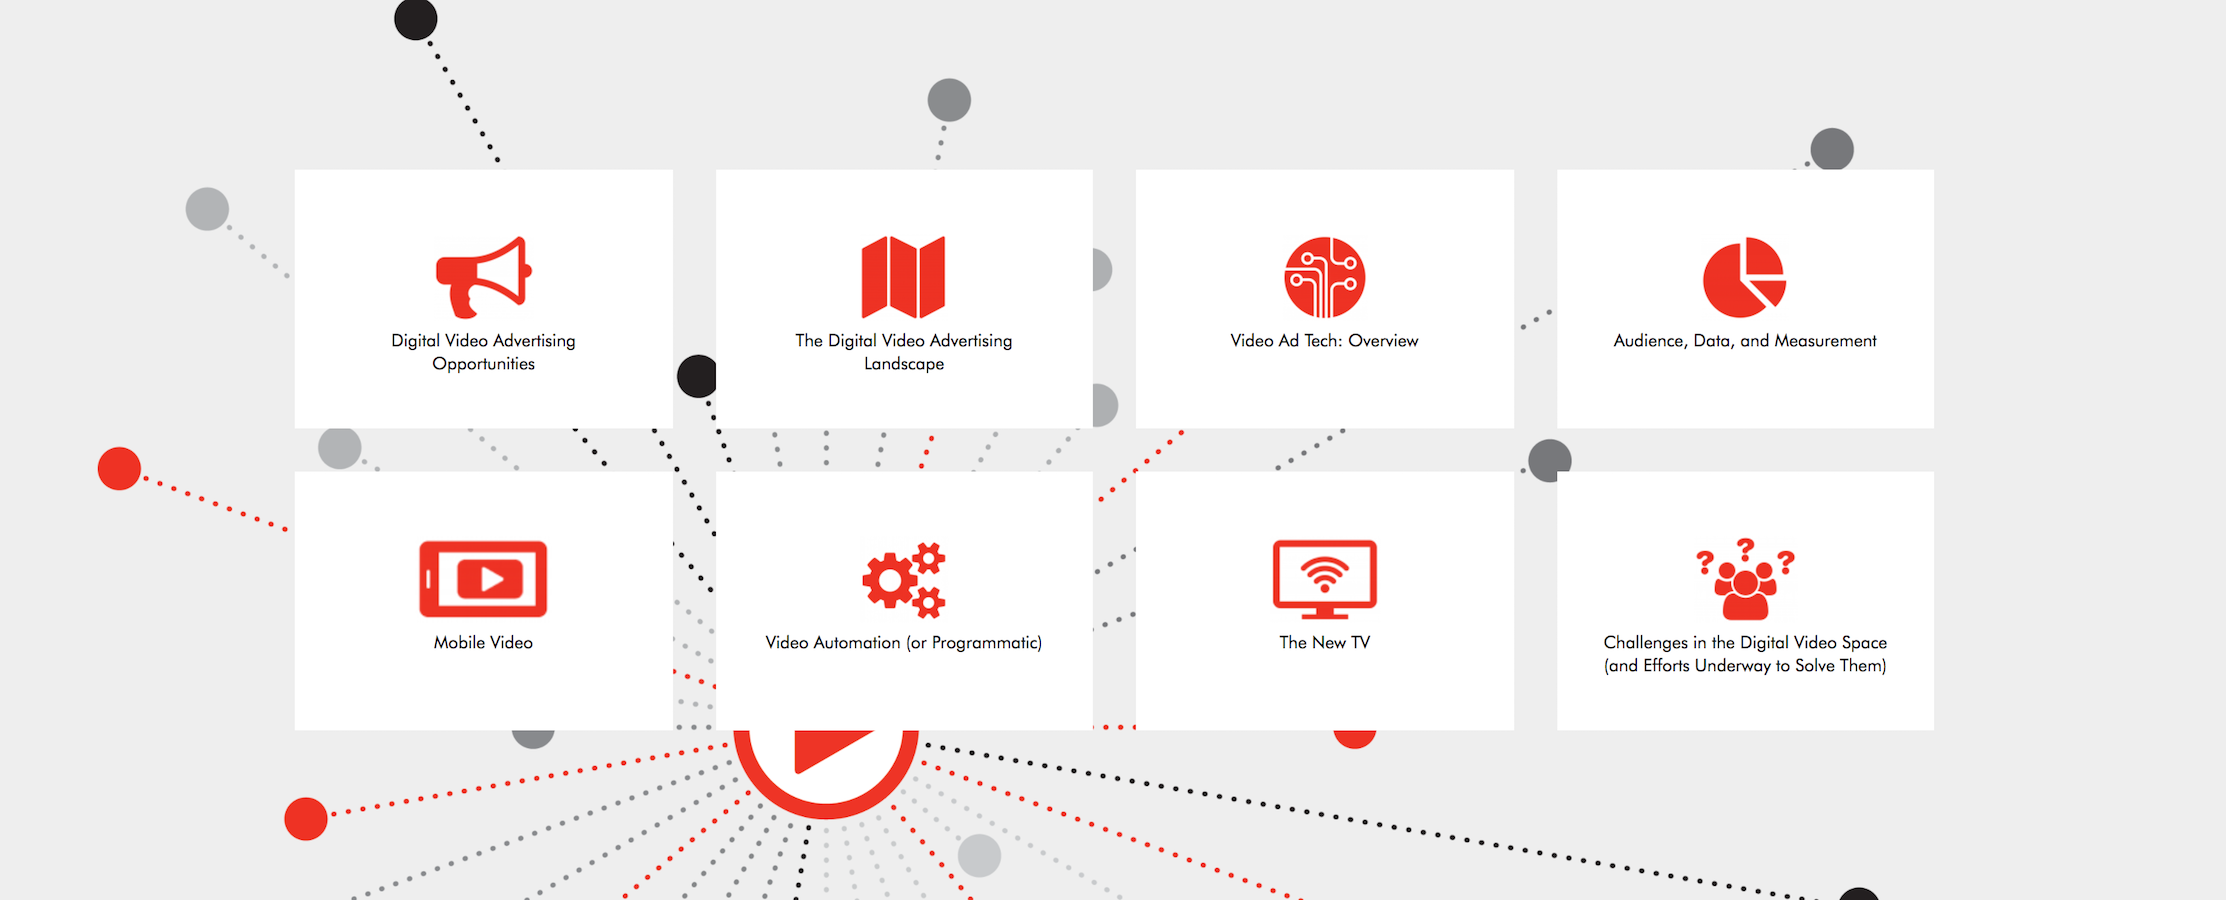 Digital Video Advertising
Opportunities
The Digital Video Advertising
Landscape
Video Ad Tech: Overview
Audience, Data, and Measurement
Mobile Video
Video Automation (or Programmatic)
The New TV
Challenges in the Digital Video Space
(and Efforts Underway to Solve Them)
? ? ?